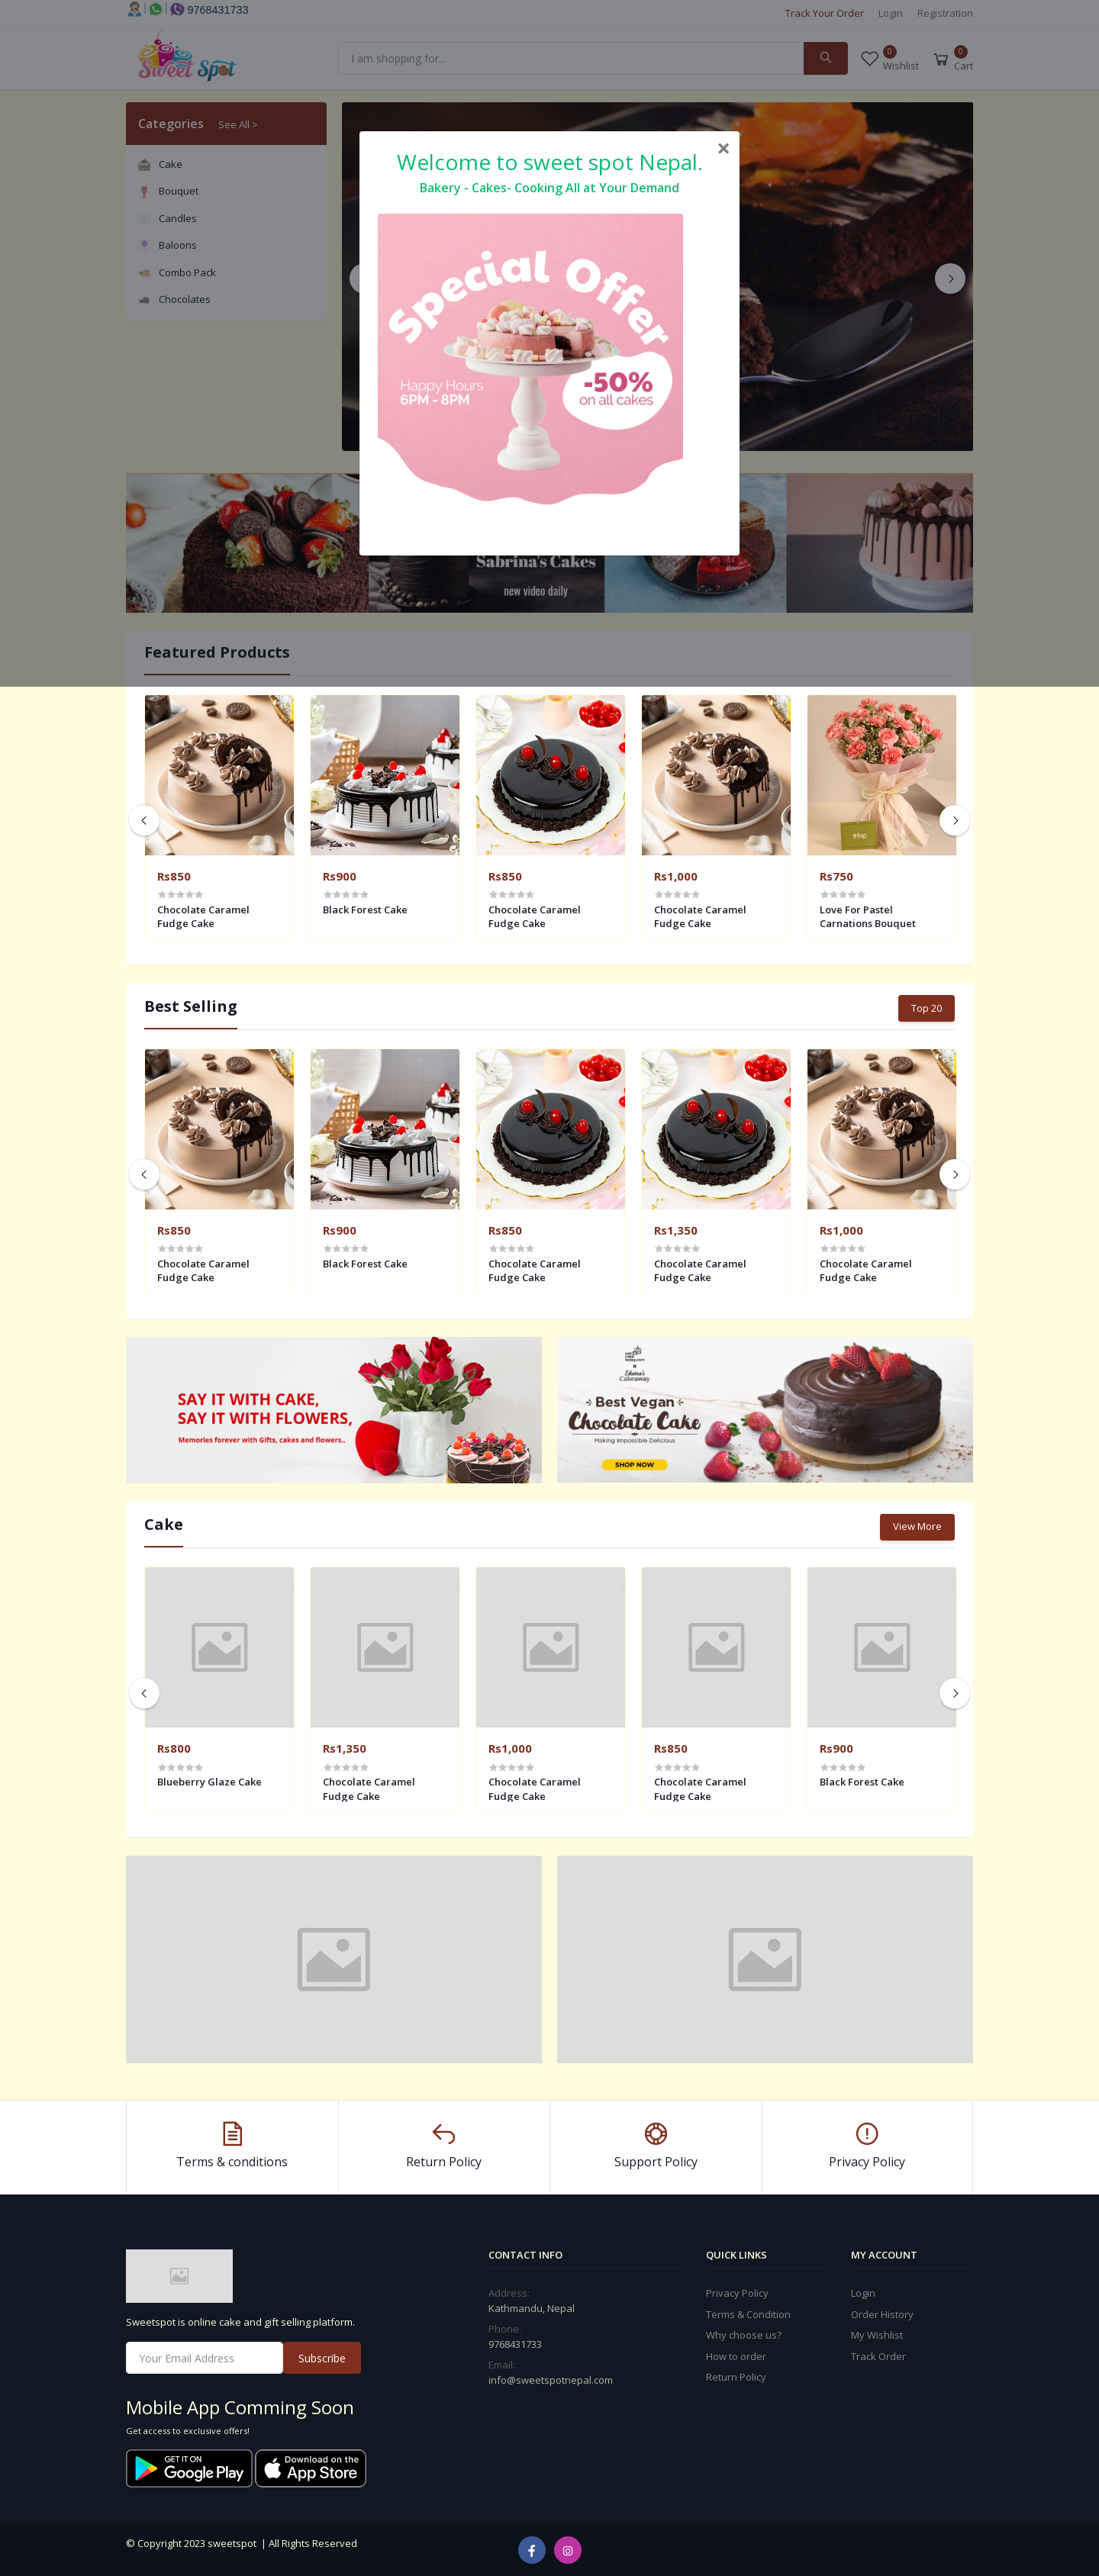 9768431733
Track Your Order Login Registration
Sweet Spot
I am shopping for...
0
Wishlist
0
Cart
Categories See All >
Cake
Bouquet
Candles
Baloons
Combo Pack
Chocolates
×
Welcome to sweet spot Nepal.
Bakery - Cakes- Cooking All at Your Demand
Special Offer
Happy Hours
6PM - 8PM
-50%
on all cakes
Sabrina's Cakes
new video daily
Featured Products
Rs850
Chocolate Caramel
Fudge Cake
Rs900
Black Forest Cake
Rs850
Chocolate Caramel
Fudge Cake
Rs1,000
Chocolate Caramel
Fudge Cake
Rs750
Love For Pastel
Carnations Bouquet
Best Selling
Top 20
Rs850
Chocolate Caramel
Fudge Cake
Rs900
Black Forest Cake
Rs850
Chocolate Caramel
Fudge Cake
Rs1,350
Chocolate Caramel
Fudge Cake
Rs1,000
Chocolate Caramel
Fudge Cake
SAY IT WITH CAKE,
SAY IT WITH FLOWERS,
Memories forever with Gifts, cakes and flowers..
Cakeaway
Best Vegan
Chocolate Cake
Making Impossible Delicious
SHOP NOW
Cake
View More
Rs800
Blueberry Glaze Cake
Rs1,350
Chocolate Caramel
Fudge Cake
Rs1,000
Chocolate Caramel
Fudge Cake
Rs850
Chocolate Caramel
Fudge Cake
Rs900
Black Forest Cake
Terms & conditions
Return Policy
Support Policy
Privacy Policy
Sweetspot is online cake and gift selling platform.
Your Email Address
Subscribe
Mobile App Comming Soon
Get access to exclusive offers!
GET IT ON
Google Play
Download on the
App Store
CONTACT INFO
Address:
Kathmandu, Nepal
Phone:
9768431733
Email:
info@sweetspotnepal.com
QUICK LINKS
Privacy Policy
Terms & Condition
Why choose us?
How to order
Return Policy
MY ACCOUNT
Login
Order History
My Wishlist
Track Order
© Copyright 2023 sweetspot | All Rights Reserved